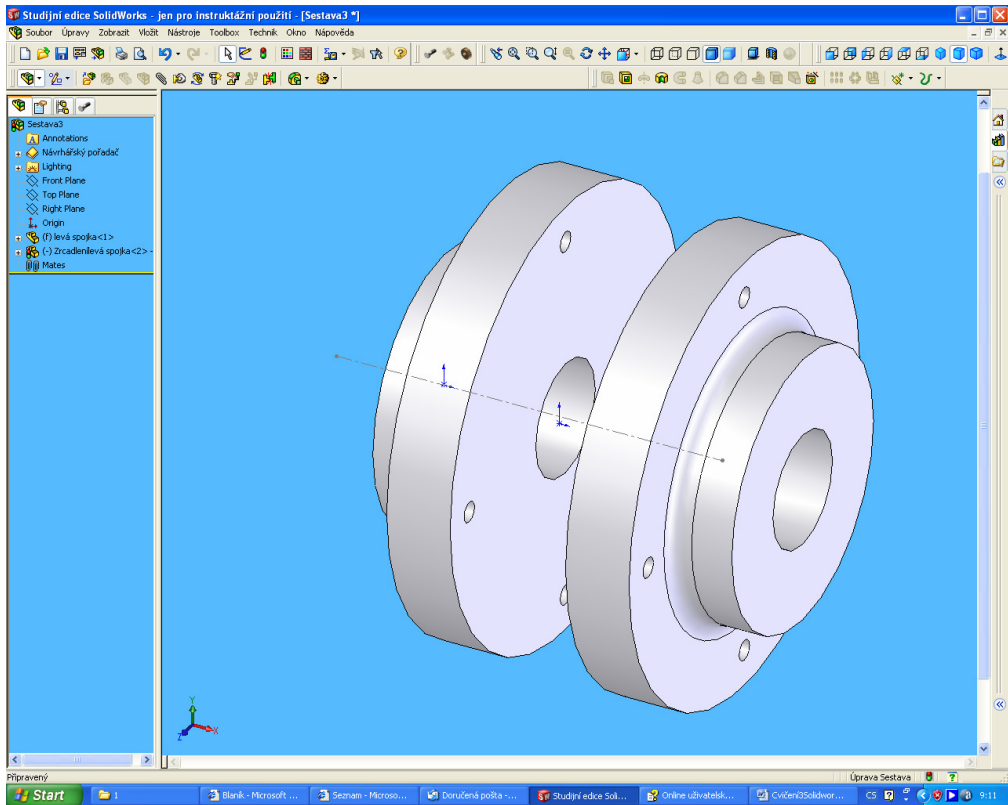 Studijní edice SolidWorks - jen pro instruktážní použití - [Sestava3 *]
Soubor Úpravy Zobrazit Vložit Nástroje Toolbox Technik Okno Nápověda
Sestava3
A Annotations
Návrhářský pořadač
Lighting
Front Plane
Top Plane
Right Plane
Origin
(f) levá spojka<1>
(-) Zrcadlenílevá spojka<2> -
Mates
Y
Z X
Připravený
Úprava Sestava
Start
1
Blaník - Microsoft ...
Seznam - Microso...
Doručená pošta -...
Studijní edice Soli...
Online uživatelsk...
Cvičení3Solidwor...
CS
9:11